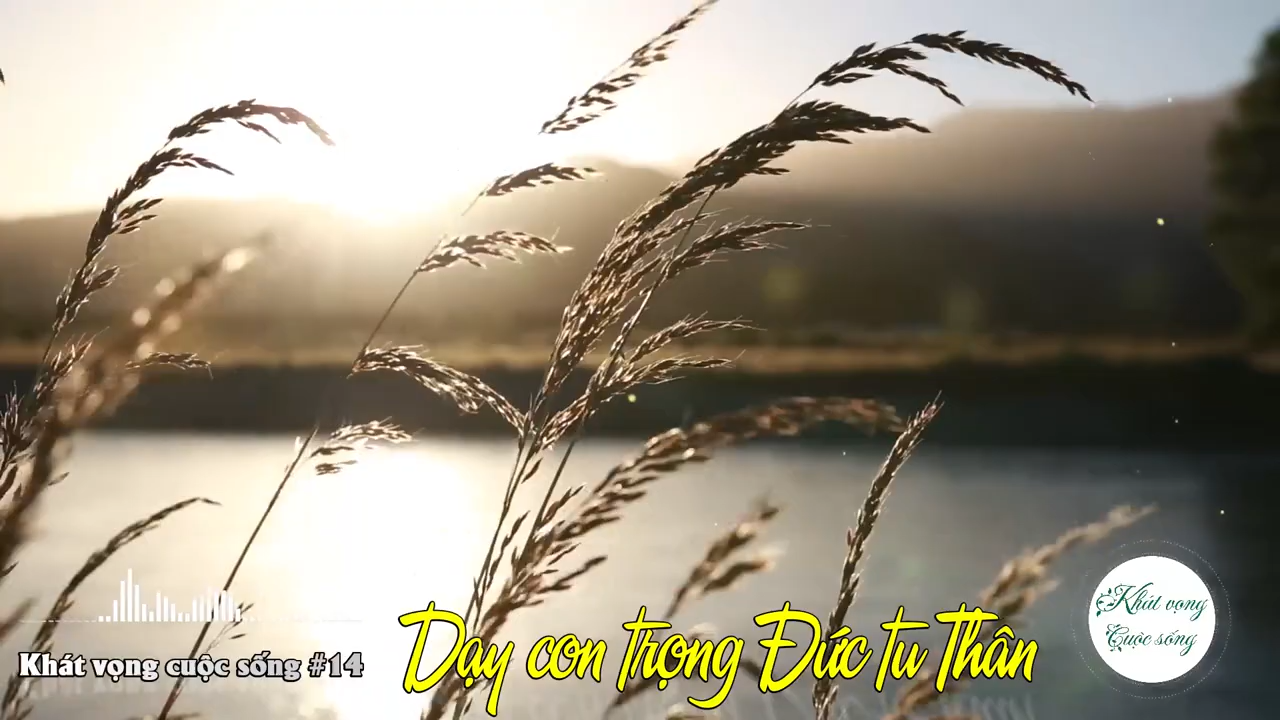 Khát vọng cuộc sống #14
Dạy con trọng Đức tu Thân
Khát vọng
Cuộc sống